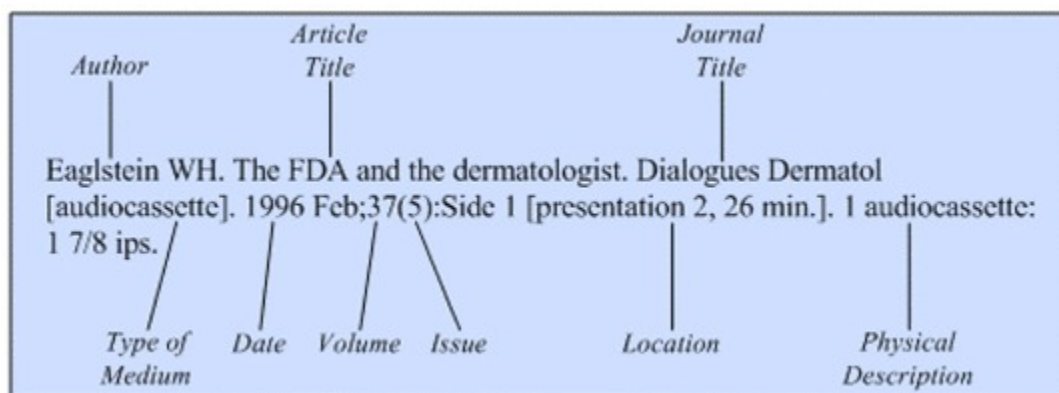 Article
Journal
Author
Title
Title
Eaglstein WH. The FDA and the dermatologist. Dialogues Dermatol
[audiocassette]. 1996 Feb;37(5):Side 1 [presentation 2, 26 min.]. 1 audiocassette:
1 7/8 ips.
Type of
Medium
Date
Volume
Issue
Location
Physical
Description